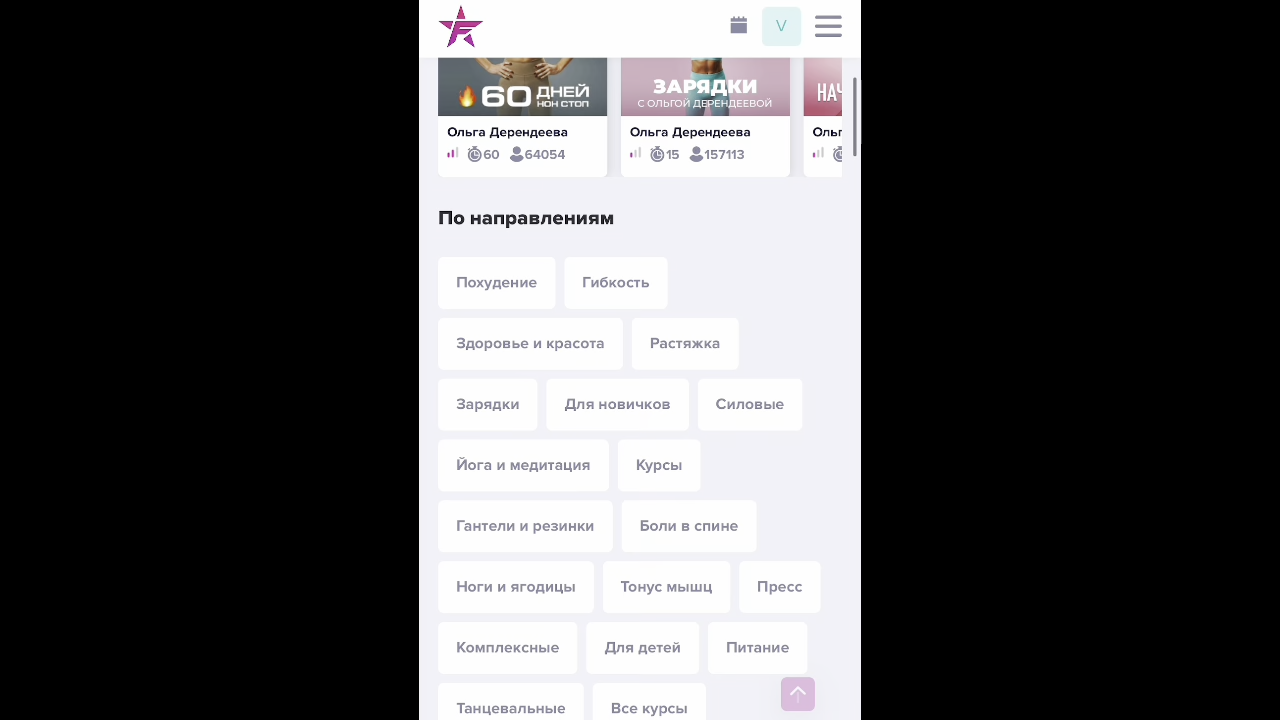 V
60 ДНЕЙ
НОН СТОП
ЗАРЯДКИ
С ОЛЬГОЙ ДЕРЕНДЕЕВОЙ
НАЧ
Ольга Дерендеева
60 64054
Ольга Дерендеева
15 157113
Ольг
По направлениям
Похудение Гибкость
Здоровье и красота Растяжка
Зарядки Для новичков Силовые
Йога и медитация Курсы
Гантели и резинки Боли в спине
Ноги и ягодицы Тонус мышц Пресс
Комплексные Для детей Питание
Танцевальные Все курсы